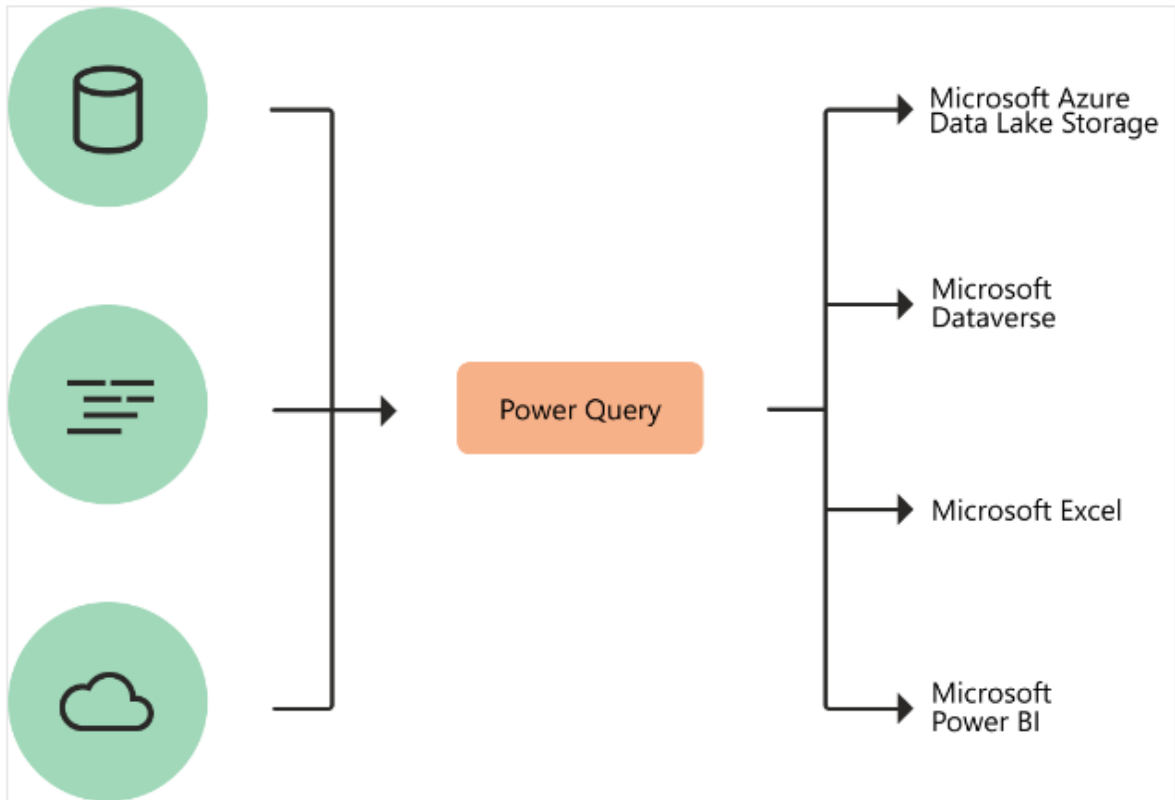 Microsoft Azure
Data Lake Storage
Microsoft
Dataverse
Power Query
Microsoft Excel
Microsoft
Power BI